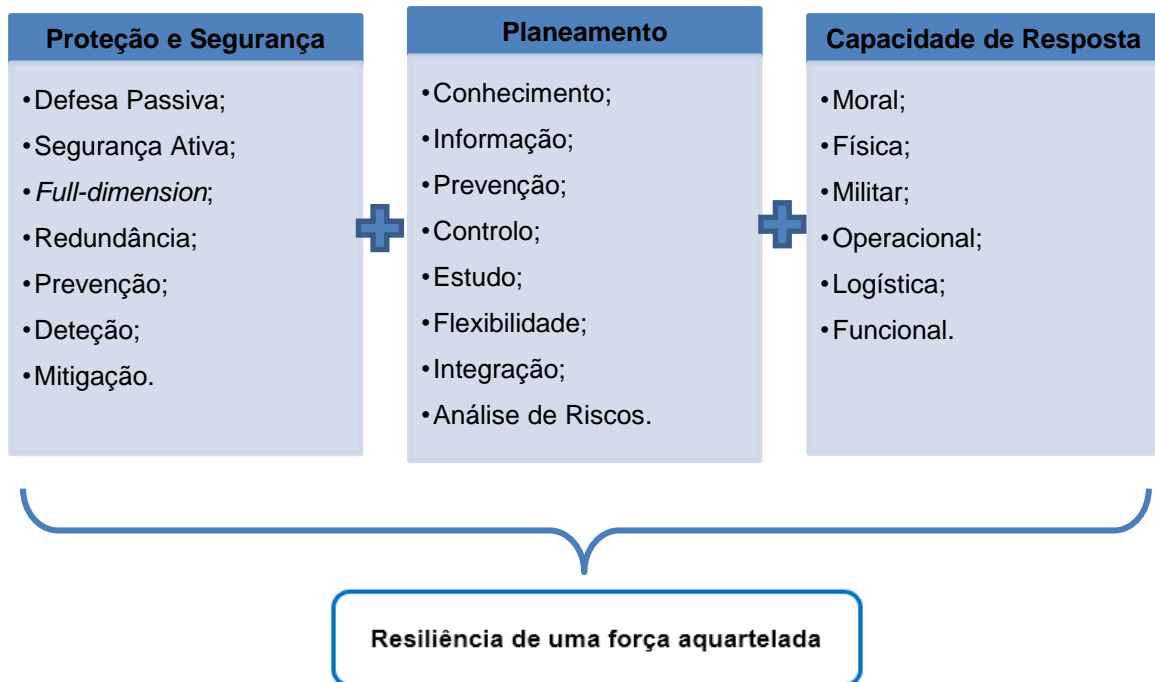 Proteção e Segurança
•Defesa Passiva;
•Segurança Ativa;
•Full-dimension;
•Redundância;
•Prevenção;
•Deteção;
•Mitigação.
Planeamento
•Conhecimento;
•Informação;
•Prevenção;
•Controlo;
•Estudo;
•Flexibilidade;
•Integração;
•Análise de Riscos.
Capacidade de Resposta
•Moral;
•Física;
•Militar;
•Operacional;
•Logística;
•Funcional.
Resiliência de uma força aquartelada